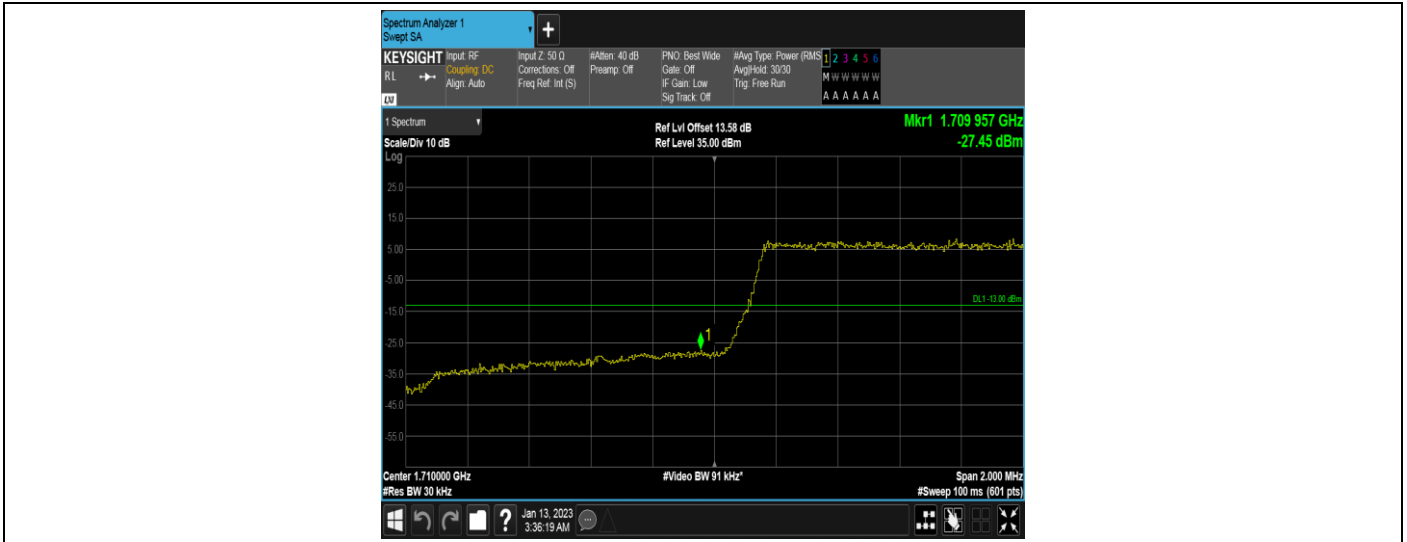 Spectrum Analyzer 1
Swept SA
+
KEYSIGHT
RL
LXI
Input: RF
Coupling: DC
Align: Auto
Input Z: 50 Ω
Corrections: Off
Freq Ref: Int (S)
#Atten: 40 dB
Preamp: Off
PNO: Best Wide
Gate: Off
IF Gain: Low
Sig Track: Off
#Avg Type: Power (RMS
Avg|Hold: 30/30
Trig: Free Run
1 2 3 4 5 6
M W W W W W
A A A A A A
1 Spectrum
Scale/Div 10 dB
Ref Lvl Offset 13.58 dB
Ref Level 35.00 dBm
Mkr1 1.709 957 GHz
-27.45 dBm
Log
25.0
15.0
5.00
-5.00
DL1 -13.00 dBm
-15.0
1
-25.0
-35.0
-45.0
-55.0
Center 1.710000 GHz
#Video BW 91 kHz*
Span 2.000 MHz
#Res BW 30 kHz
#Sweep 100 ms (601 pts)
?
Jan 13, 2023
3:36:19 AM